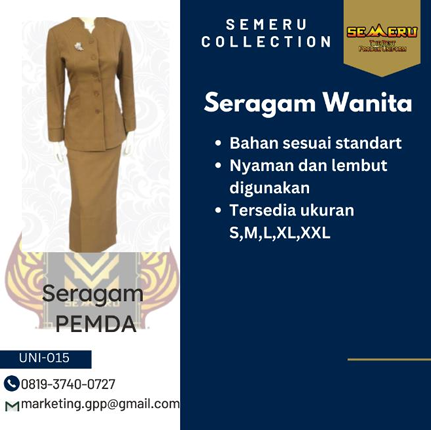 SEMERU
COLLECTION
SEMERU
Seragam Wanita
Bahan sesuai standart
Nyaman dan lembut
digunakan
Tersedia ukuran
S,M,L,XL,XXL
Seragam
PEMDA
UNI-015
0819-3740-0727
marketing.gpp@gmail.com